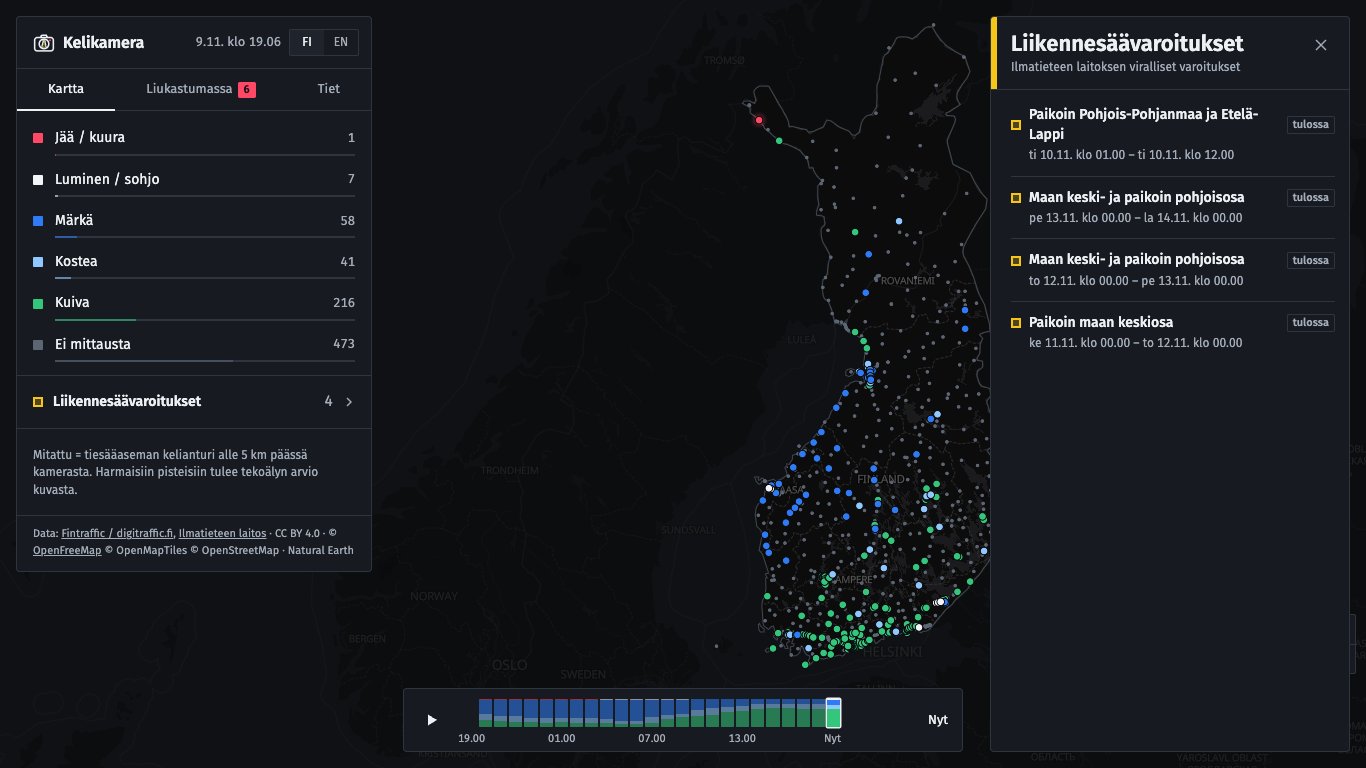 Kelikamera
9.11. klo 19.06
FI
EN
Kartta
Liukastumassa 6
Tiet
Jää / kuura
1
Luminen / sohjo
7
Märkä
58
Kostea
41
Kuiva
216
Ei mittausta
473
Liikennesäävaroitukset
4
Mitattu = tiesääaseman kelianturi alle 5 km päässä
kamerasta. Harmaisiin pisteisiin tulee tekoälyn arvio
kuvasta.
Data: Fintraffic / digitraffic.fi, Ilmatieteen laitos · CC BY 4.0 · ©
OpenFreeMap © OpenMapTiles © OpenStreetMap · Natural Earth
TROMSØ
ROVANIEMI
LULEÅ
TRONDHEIM
SUNDSVALL
NORWAY
BERGEN
OSLO
SWEDEN
HELSINKI
TALLINN
KRISTIANSAND
YAROSLAVL OBLAST
19.00
01.00
07.00
13.00
Nyt
Nyt
Liikennesäävaroitukset
Ilmatieteen laitoksen viralliset varoitukset
Paikoin Pohjois-Pohjanmaa ja Etelä-
Lappi
tulossa
ti 10.11. klo 01.00 – ti 10.11. klo 12.00
Maan keski- ja paikoin pohjoisosa
tulossa
pe 13.11. klo 00.00 – la 14.11. klo 00.00
Maan keski- ja paikoin pohjoisosa
tulossa
to 12.11. klo 00.00 – pe 13.11. klo 00.00
Paikoin maan keskiosa
tulossa
ke 11.11. klo 00.00 – to 12.11. klo 00.00